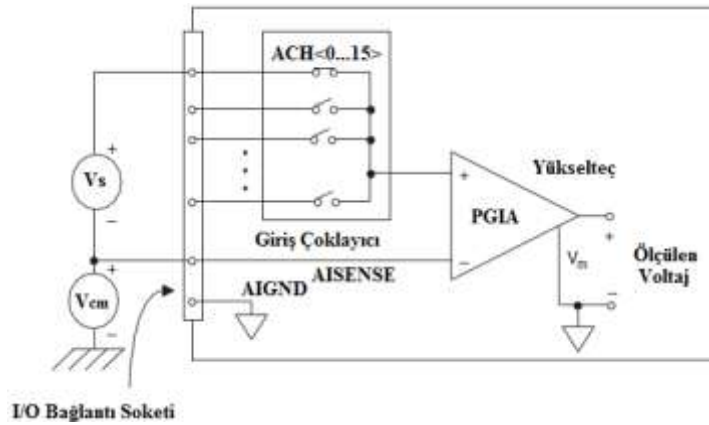 ACH<0...15>
+
Vs
−
+
Vcm
−
Giriş Çoklayıcı
AISENSE
AIGND
+
PGIA
−
Yükselteç
Vm
+
Ölçülen
Voltaj
−
I/O Bağlantı Soketi